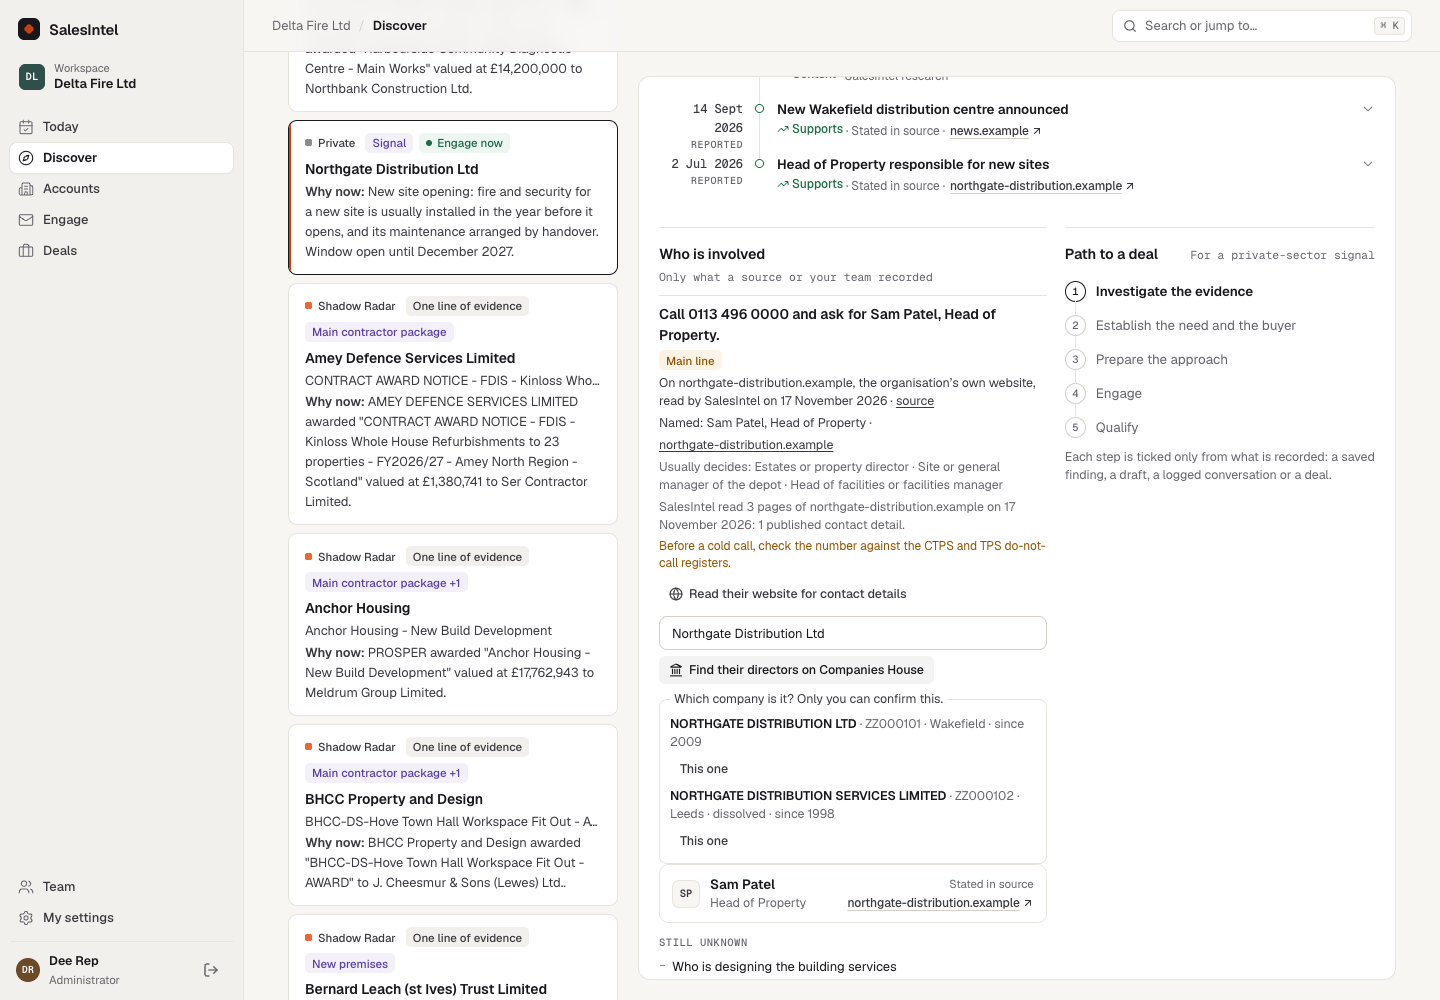 SalesIntel
DL
Workspace
Delta Fire Ltd
Today
Discover
Accounts
Engage
Deals
Team
My settings
DR
Dee Rep
Administrator
Delta Fire Ltd / Discover
Search or jump to…
⌘ K
Centre - Main Works" valued at £14,200,000 to
Northbank Construction Ltd.
Private
Signal
Engage now
Northgate Distribution Ltd
Why now: New site opening: fire and security for
a new site is usually installed in the year before it
opens, and its maintenance arranged by handover.
Window open until December 2027.
Shadow Radar
One line of evidence
Main contractor package
Amey Defence Services Limited
CONTRACT AWARD NOTICE - FDIS - Kinloss Who…
Why now: AMEY DEFENCE SERVICES LIMITED
awarded "CONTRACT AWARD NOTICE - FDIS -
Kinloss Whole House Refurbishments to 23
properties - FY2026/27 - Amey North Region -
Scotland" valued at £1,380,741 to Ser Contractor
Limited.
Shadow Radar
One line of evidence
Main contractor package +1
Anchor Housing
Anchor Housing - New Build Development
Why now: PROSPER awarded "Anchor Housing -
New Build Development" valued at £17,762,943 to
Meldrum Group Limited.
Shadow Radar
One line of evidence
Main contractor package +1
BHCC Property and Design
BHCC-DS-Hove Town Hall Workspace Fit Out - A…
Why now: BHCC Property and Design awarded
"BHCC-DS-Hove Town Hall Workspace Fit Out -
AWARD" to J. Cheesmur & Sons (Lewes) Ltd..
Shadow Radar
One line of evidence
New premises
Bernard Leach (st Ives) Trust Limited
14 Sept
2026
REPORTED
New Wakefield distribution centre announced
Supports · Stated in source · news.example
2 Jul 2026
REPORTED
Head of Property responsible for new sites
Supports · Stated in source · northgate-distribution.example
Who is involved
Only what a source or your team recorded
Call 0113 496 0000 and ask for Sam Patel, Head of
Property.
Main line
On northgate-distribution.example, the organisation's own website,
read by SalesIntel on 17 November 2026 · source
Named: Sam Patel, Head of Property ·
northgate-distribution.example
Usually decides: Estates or property director · Site or general
manager of the depot · Head of facilities or facilities manager
SalesIntel read 3 pages of northgate-distribution.example on 17
November 2026: 1 published contact detail.
Before a cold call, check the number against the CTPS and TPS do-not-
call registers.
Read their website for contact details
Northgate Distribution Ltd
Find their directors on Companies House
Which company is it? Only you can confirm this.
NORTHGATE DISTRIBUTION LTD · ZZ000101 · Wakefield · since
2009
This one
NORTHGATE DISTRIBUTION SERVICES LIMITED · ZZ000102 ·
Leeds · dissolved · since 1998
This one
SP
Sam Patel
Head of Property
Stated in source
northgate-distribution.example
STILL UNKNOWN
– Who is designing the building services
Path to a deal
For a private-sector signal
1 Investigate the evidence
2 Establish the need and the buyer
3 Prepare the approach
4 Engage
5 Qualify
Each step is ticked only from what is recorded: a saved
finding, a draft, a logged conversation or a deal.